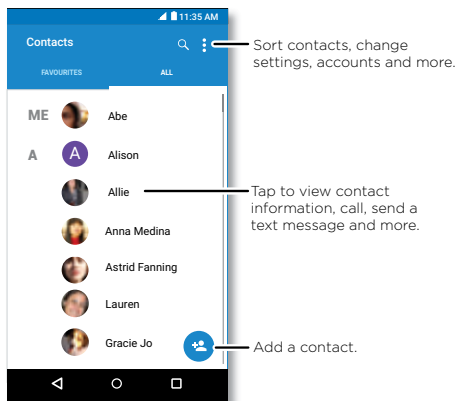 11:35 AM
Contacts
FAVOURITES ALL
ME Abe
A A Alison
Allie
Anna Medina
Astrid Fanning
Lauren
Gracie Jo
Sort contacts, change
settings, accounts and more.
Tap to view contact
information, call, send a
text message and more.
Add a contact.